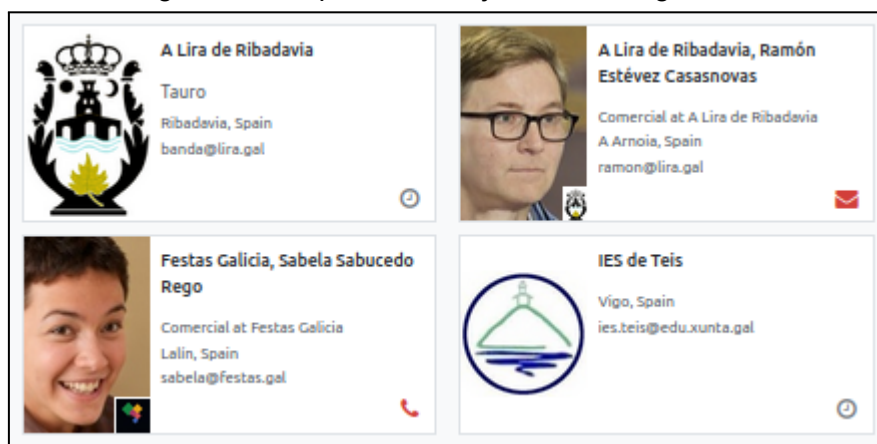 A Lira de Ribadavia
Tauro
Ribadavia, Spain
banda@lira.gal
A Lira de Ribadavia, Ramón
Estévez Casasnovas
Comercial at A Lira de Ribadavia
A Arnoia, Spain
ramon@lira.gal
Festas Galicia, Sabela Sabucedo
Rego
Comercial at Festas Galicia
Lalín, Spain
sabela@festas.gal
IES de Teis
Vigo, Spain
ies.teis@edu.xunta.gal